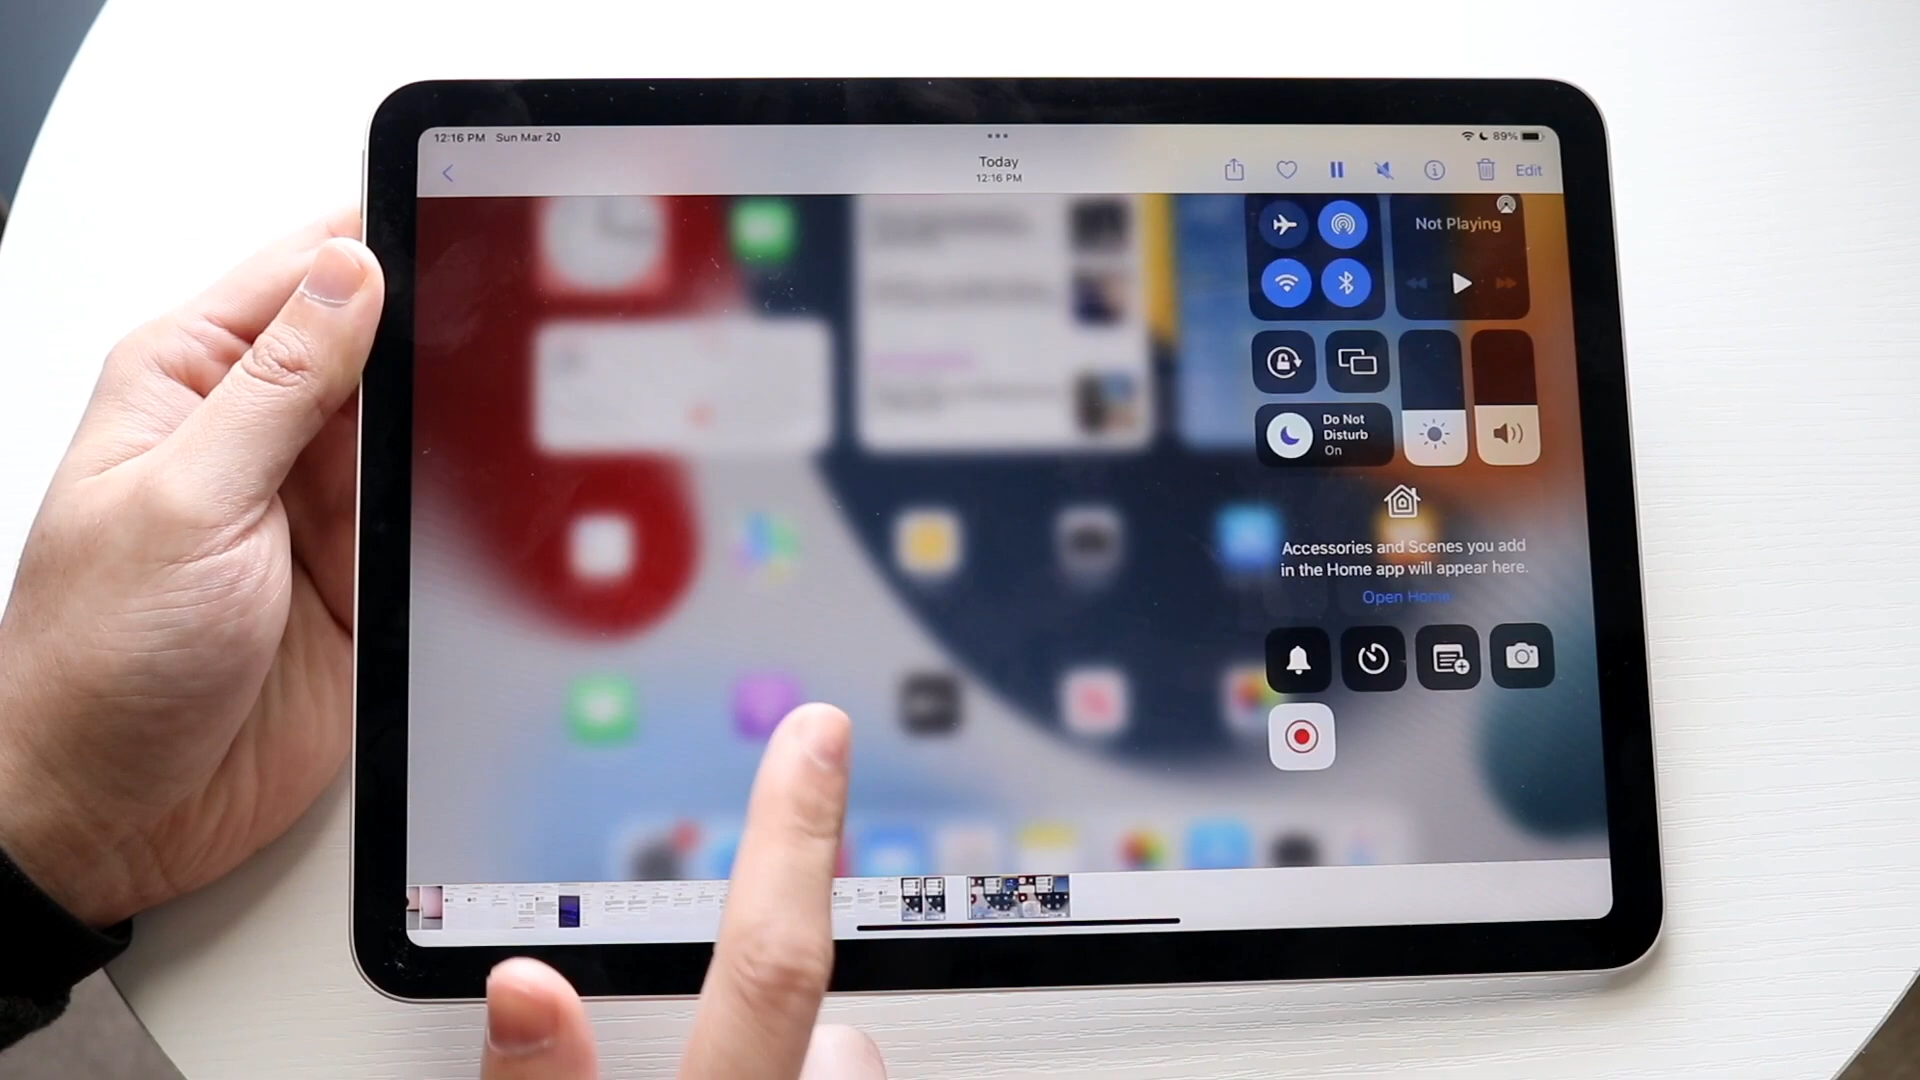 12:16 PM Sun Mar 20
89%
Today
12:16 PM
Edit
Not Playing
Do Not
Disturb
On
Accessories and Scenes you add
in the Home app will appear here.
Open Home